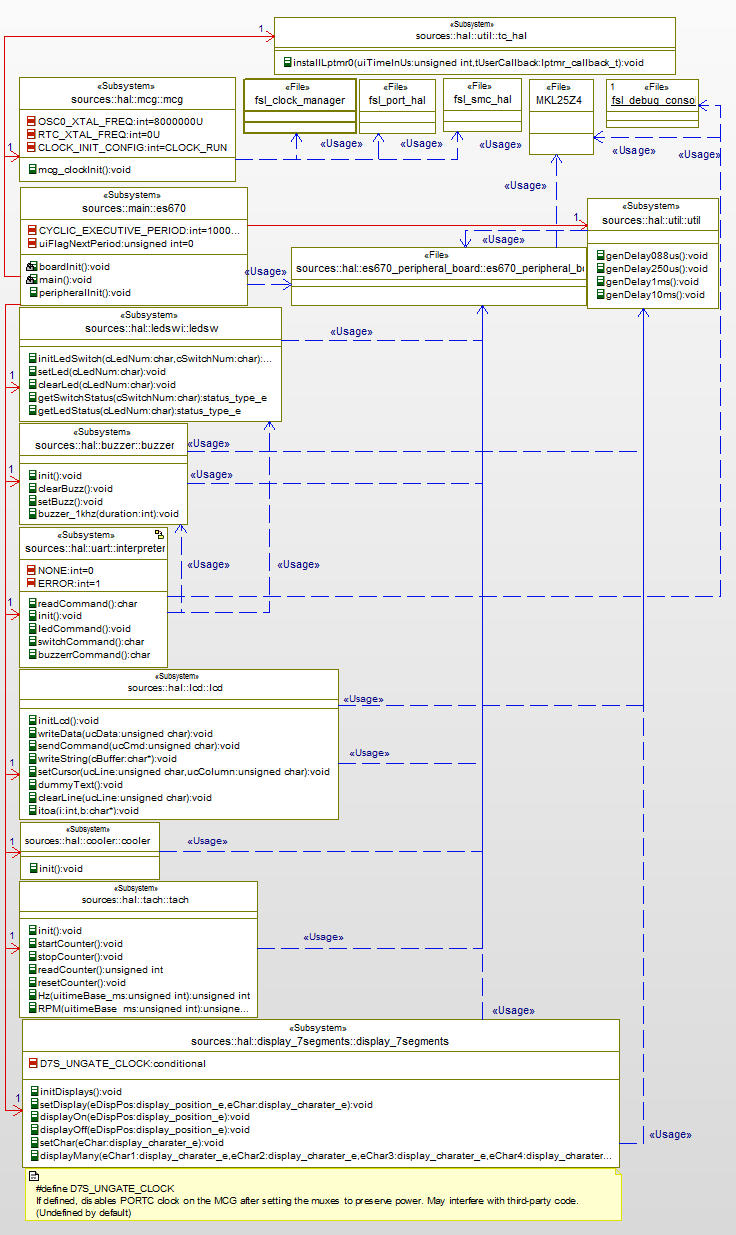 «Subsystem»
sources::hal::util::tc_hal
installLptmr0(uiTimeInUs:unsigned int,tUserCallback:lptmr_callback_t):void
1
«Subsystem»
sources::hal::mcg::mcg
OSC0_XTAL_FREQ:int=8000000U
RTC_XTAL_FREQ:int=0U
CLOCK_INIT_CONFIG:int=CLOCK_RUN
mcg_clockInit():void
1
«File»
fsl_clock_manager
«File»
fsl_port_hal
«File»
fsl_smc_hal
«File»
MKL25Z4
1
«File»
fsl_debug_conso
«Usage»
«Usage»
«Usage»
«Usage»
«Usage»
«Usage»
«Subsystem»
sources::main::es670
CYCLIC_EXECUTIVE_PERIOD:int=1000...
uiFlagNextPeriod:unsigned int=0
boardInit():void
main():void
peripheralInit():void
«Usage»
«Usage»
«File»
sources::hal::es670_peripheral_board::es670_peripheral_bo
1
«Subsystem»
sources::hal::util::util
genDelay088us():void
genDelay250us():void
genDelay1ms():void
genDelay10ms():void
«Subsystem»
sources::hal::ledswi::ledsw
initLedSwitch(cLedNum:char,cSwitchNum:char):...
setLed(cLedNum:char):void
clearLed(cLedNum:char):void
getSwitchStatus(cSwitchNum:char):status_type_e
getLedStatus(cLedNum:char):status_type_e
1
«Usage»
«Subsystem»
sources::hal::buzzer::buzzer
init():void
clearBuzz():void
setBuzz():void
buzzer_1khz(duration:int):void
1
«Usage»
«Usage»
«Subsystem»
sources::hal::uart::interpreter
NONE:int=0
ERROR:int=1
readCommand():char
init():void
ledCommand():void
switchCommand():char
buzzerrCommand():char
1
«Usage»
«Usage»
«Subsystem»
sources::hal::lcd::lcd
initLcd():void
writeData(ucData:unsigned char):void
sendCommand(ucCmd:unsigned char):void
writeString(cBuffer:char*):void
setCursor(ucLine:unsigned char,ucColumn:unsigned char):void
dummyText():void
clearLine(ucLine:unsigned char):void
itoa(i:int,b:char*):void
1
«Usage»
«Usage»
«Subsystem»
sources::hal::cooler::cooler
init():void
1
«Usage»
«Subsystem»
sources::hal::tach::tach
init():void
startCounter():void
stopCounter():void
readCounter():unsigned int
resetCounter():void
Hz(uitimeBase_ms:unsigned int):unsigned int
RPM(uitimeBase_ms:unsigned int):unsigne...
1
«Usage»
«Usage»
«Subsystem»
sources::hal::display_7segments::display_7segments
D7S_UNGATE_CLOCK:conditional
initDisplays():void
setDisplay(eDispPos:display_position_e,eChar:display_charater_e):void
displayOn(eDispPos:display_position_e):void
displayOff(eDispPos:display_position_e):void
setChar(eChar:display_charater_e):void
displayMany(eChar1:display_charater_e,eChar2:display_charater_e,eChar3:display_charater_e,eChar4:display_charater...
1
«Usage»
#define D7S_UNGATE_CLOCK
If defined, disables PORTC clock on the MCG after setting the muxes to preserve power. May interfere with third-party code.
(Undefined by default)